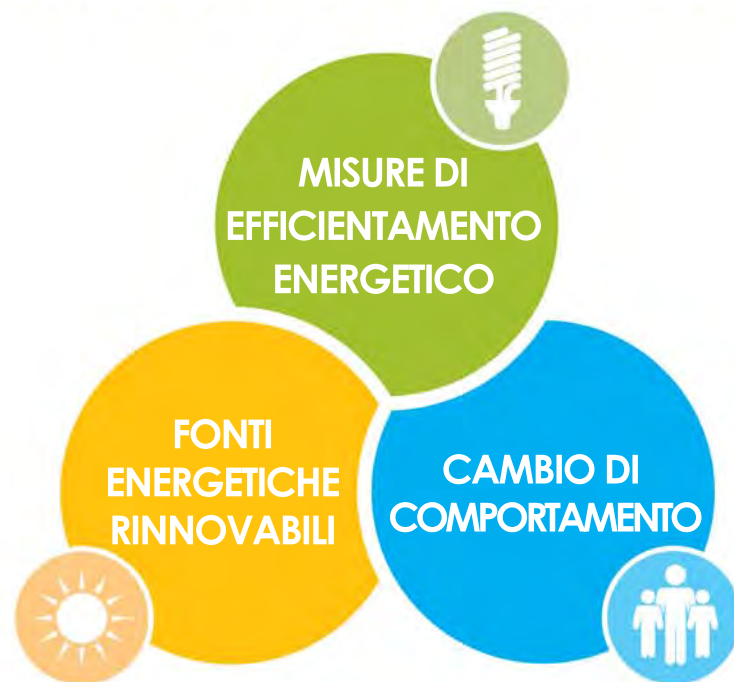 MISURE DI
EFFICIENTAMENTO
ENERGETICO
FONTI
ENERGETICHE
RINNOVABILI
CAMBIO DI
COMPORTAMENTO